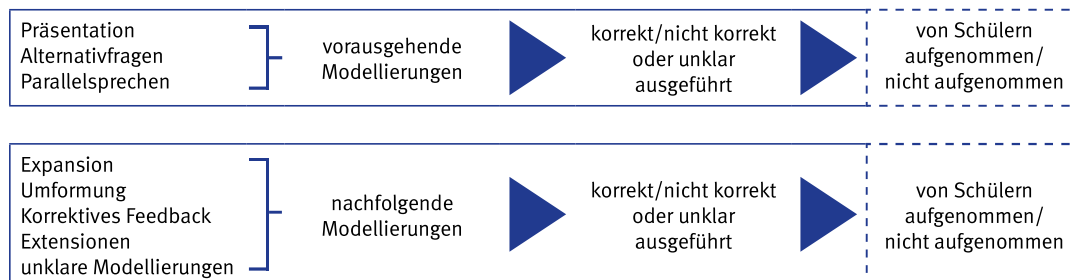 Präsentation
Alternativfragen
Parallelsprechen
vorausgehende
Modellierungen
korrekt/nicht korrekt
oder unklar
ausgeführt
von Schülern
aufgenommen/
nicht aufgenommen
Expansion
Umformung
Korrektives Feedback
Extensionen
unklare Modellierungen
nachfolgende
Modellierungen
korrekt/nicht korrekt
oder unklar
ausgeführt
von Schülern
aufgenommen/
nicht aufgenommen